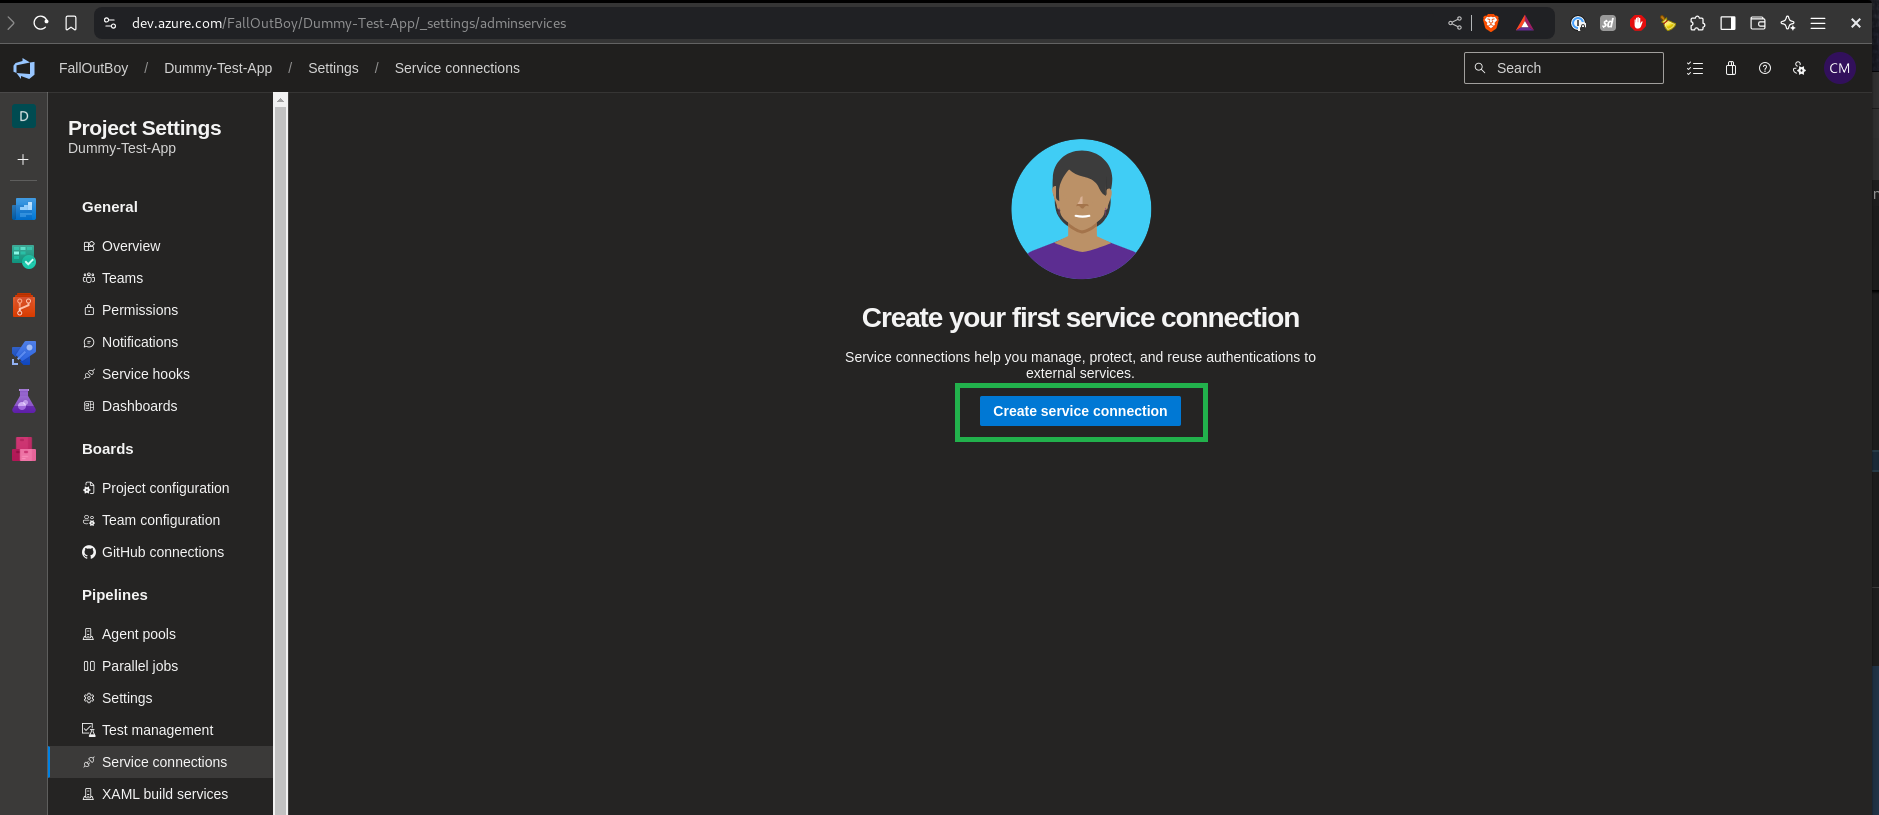 dev.azure.com/FallOutBoy/Dummy-Test-App/_settings/adminservices
FallOutBoy / Dummy-Test-App / Settings / Service connections
Search
CM
D
Project Settings
Dummy-Test-App
General
Overview
Teams
Permissions
Notifications
Service hooks
Dashboards
Boards
Project configuration
Team configuration
GitHub connections
Pipelines
Agent pools
Parallel jobs
Settings
Test management
Service connections
XAML build services
Create your first service connection
Service connections help you manage, protect, and reuse authentications to
external services.
Create service connection